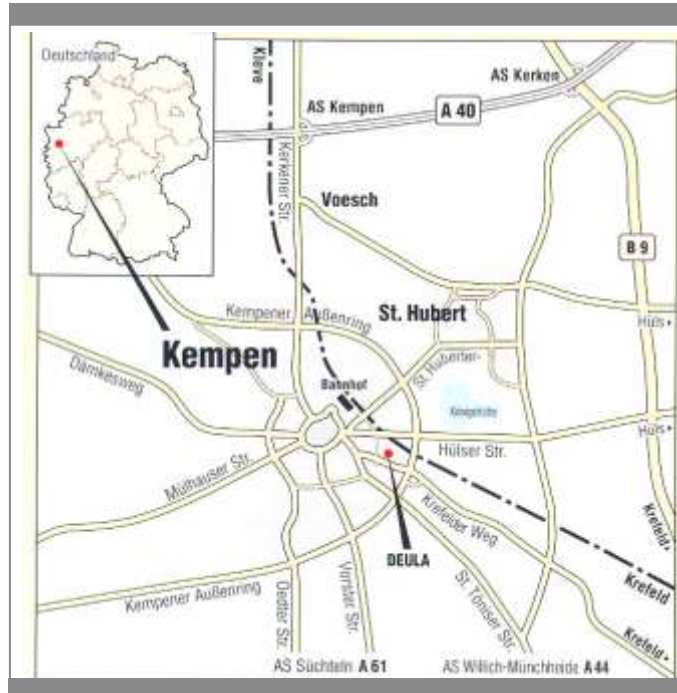 Deutschland
Kleve
AS Kerken
AS Kempen
A 40
Kerkener Str.
Voesch
B 9
Kempener Außenring
St. Hubert
Hüls
Kempen
Dämkesweg
St. Huberter-
Bahnhof
Königshütte
Hüls
Hülser Str.
Mülhauser Str.
Krefelder Weg
Krefeld
DEULA
Kempener Außenring
Oedter Str.
Vorster Str.
St. Töniser Str.
Krefeld
Krefeld
AS Süchteln A 61
AS Willich-Münchheide A 44